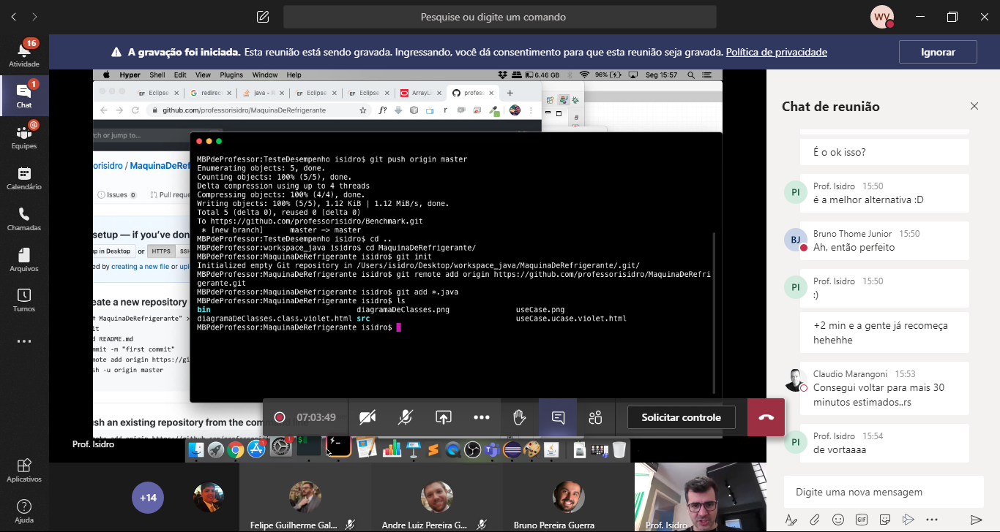 Pesquise ou digite um comando
WV
16
Atividade
A gravação foi iniciada. Esta reunião está sendo gravada. Ingressando, você dá consentimento para que esta reunião seja gravada. Política de privacidade
Ignorar
1
Chat
@
Equipes
Calendário
Chamadas
Arquivos
Turnos
Aplicativos
Ajuda
Hyper Shell Edit View Plugins Window Help
6.46 GB 96% Seg 15:57
Eclipse
redirec
java - R
Eclipse
Eclipse
ArrayLi
profess
github.com/professorisidro/MaquinaDeRefrigerante
ch or jump to...
orisidro / MaquinaDeRef
Issues 0 Pull reque
setup — if you've don
p in Desktop or HTTPS SSH
ed by creating a new file or upl
eate a new repository
# MaquinaDeRefrigerante" >
it
d README.md
mmit -m "first commit"
mote add origin https://gi
sh -u origin master
sh an existing repository from the com
MBPdeProfessor:TesteDesempenho isidro$ git push origin master
Enumerating objects: 5, done.
Counting objects: 100% (5/5), done.
Delta compression using up to 4 threads
Compressing objects: 100% (4/4), done.
Writing objects: 100% (5/5), 1.12 KiB | 1.12 MiB/s, done.
Total 5 (delta 0), reused 0 (delta 0)
To https://github.com/professorisidro/Benchmark.git
* [new branch] master -> master
MBPdeProfessor:TesteDesempenho isidro$ cd ..
MBPdeProfessor:workspace_java isidro$ cd MaquinaDeRefrigerante/
MBPdeProfessor:MaquinaDeRefrigerante isidro$ git init
Initialized empty Git repository in /Users/isidro/Desktop/workspace_java/MaquinaDeRefrigerante/.git/
MBPdeProfessor:MaquinaDeRefrigerante isidro$ git remote add origin https://github.com/professorisidro/MaquinaDeRefri
gerante.git
MBPdeProfessor:MaquinaDeRefrigerante isidro$ git add *.java
MBPdeProfessor:MaquinaDeRefrigerante isidro$ ls
bin diagramaDeClasses.png useCase.png
diagramaDeClasses.class.violet.html src useCase.ucase.violet.html
MBPdeProfessor:MaquinaDeRefrigerante isidro$
07:03:49
Solicitar controle
Prof. Isidro
+14
Felipe Guilherme Gal...
Andre Luiz Pereira G...
Bruno Pereira Guerra
Prof. Isidro
Chat de reunião
É o ok isso?
PI
Prof. Isidro 15:50
é a melhor alternativa :D
BJ
Bruno Thome Junior 15:50
Ah, então perfeito
PI
Prof. Isidro 15:50
:)
+2 min e a gente já recomeça
hehehhe
Claudio Marangoni 15:53
Consegui voltar para mais 30
minutos estimados..rs
PI
Prof. Isidro 15:54
de vortaaaa
Digite uma nova mensagem
GIF